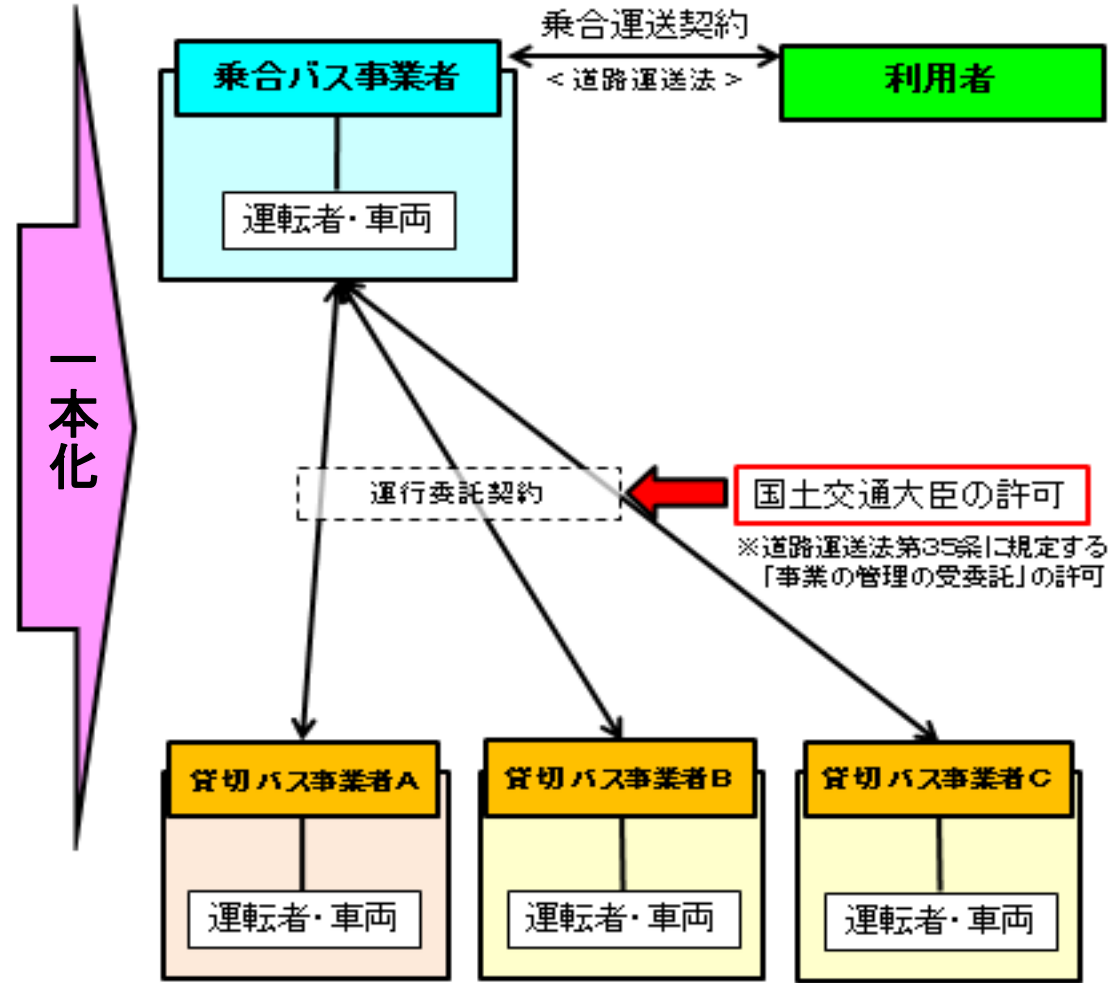 乗合運送契約
乗合バス事業者
＜道路運送法＞
利用者
運転者・車両
一本化
運行委託契約
国土交通大臣の許可
※道路運送法第35条に規定する
「事業の管理の受委託」の許可
貸切バス事業者A
貸切バス事業者B
貸切バス事業者C
運転者・車両
運転者・車両
運転者・車両